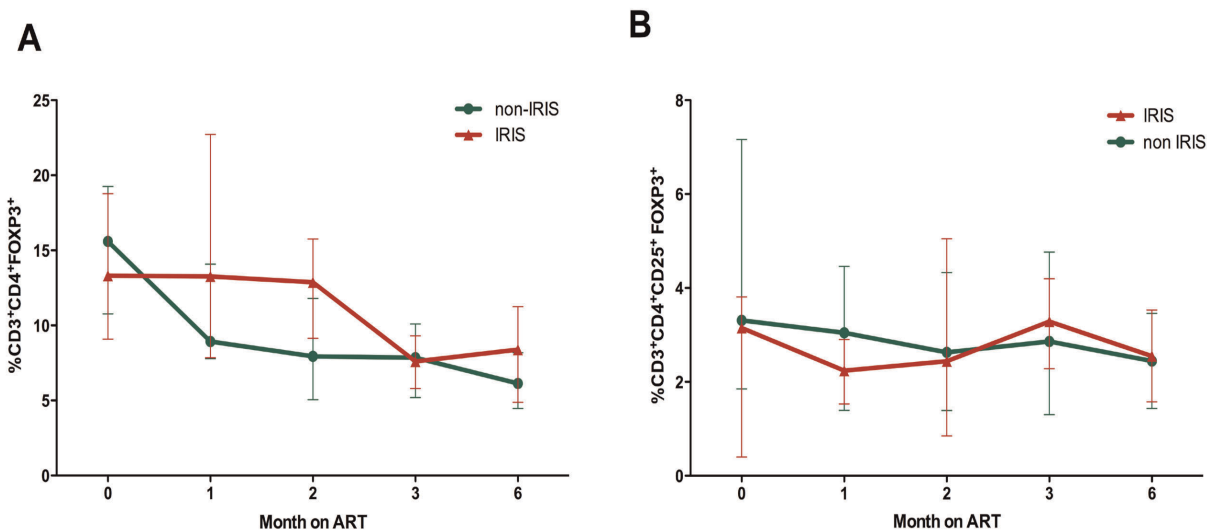 A
25
20
15
10
5
0
%CD3⁺CD4⁺FOXP3⁺
non-IRIS
IRIS
0 1 2 3 6
Month on ART
B
8
6
4
2
0
%CD3⁺CD4⁺CD25⁺ FOXP3⁺
IRIS
non IRIS
0 1 2 3 6
Month on ART